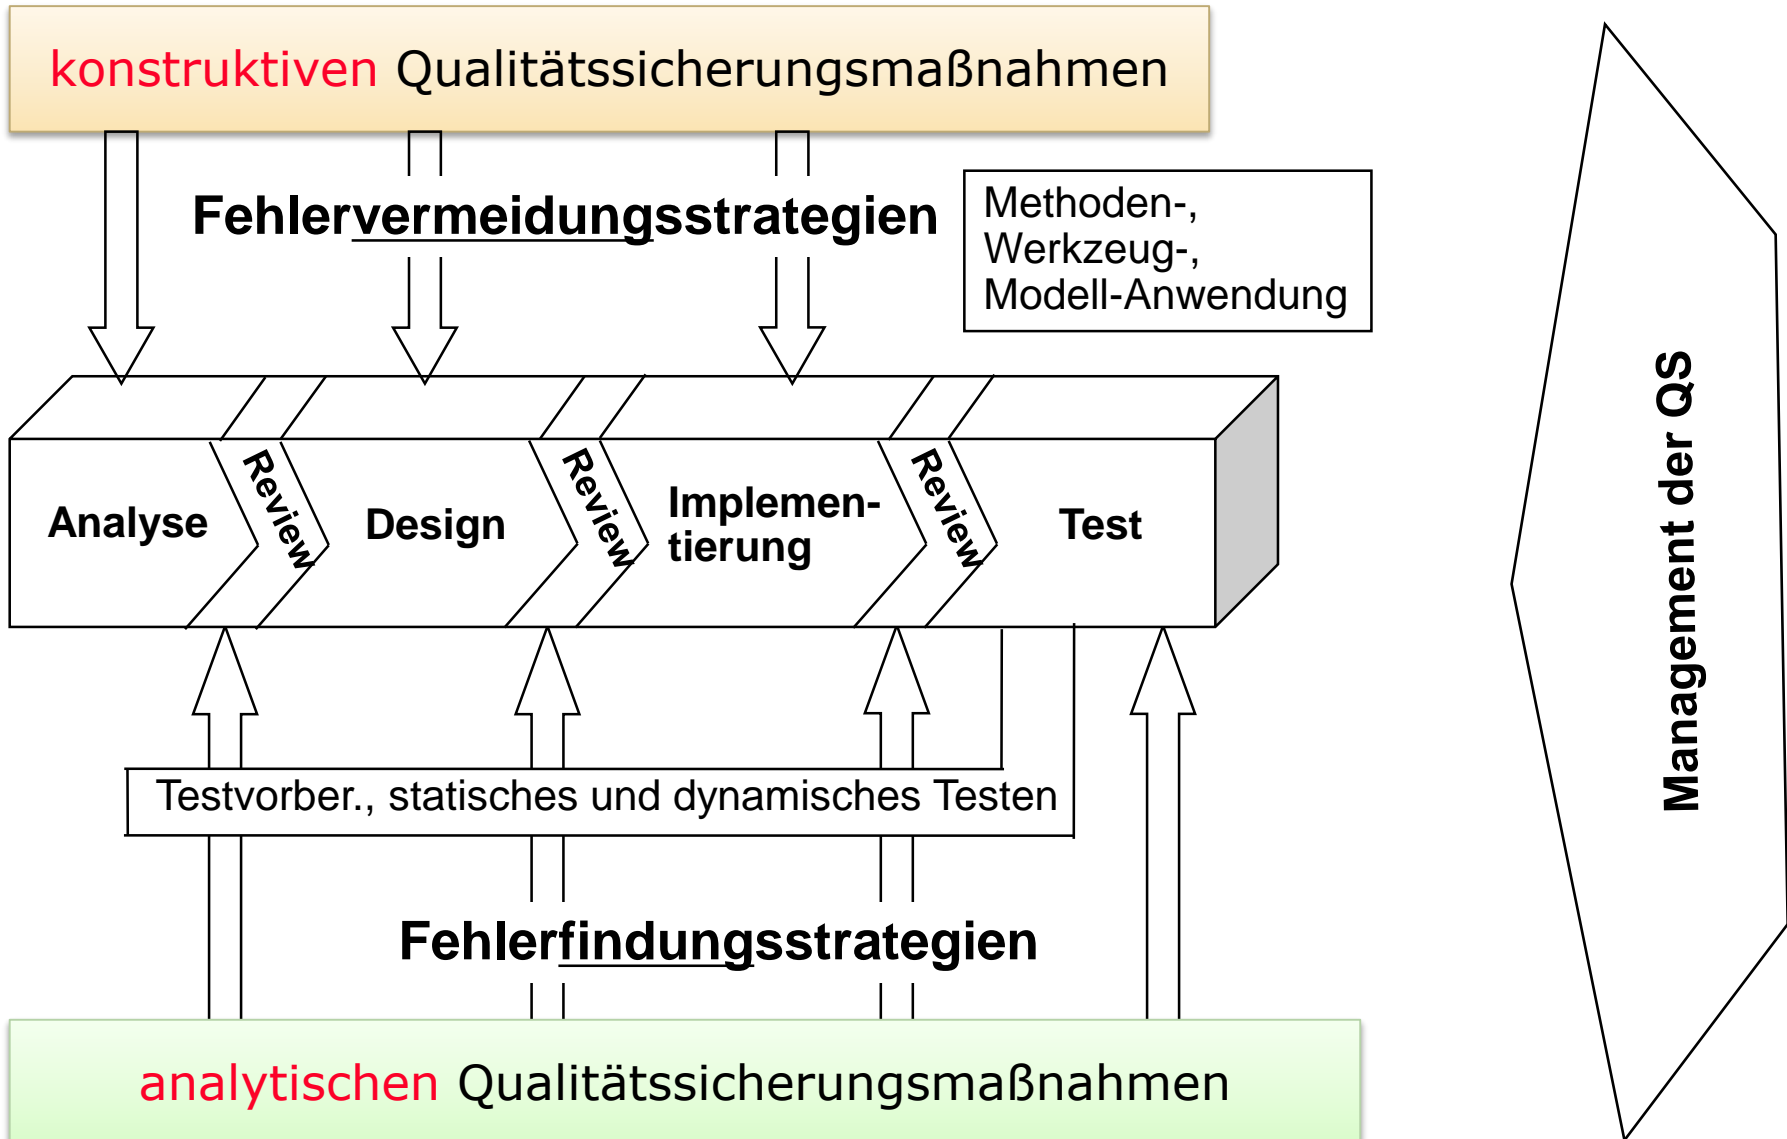 konstruktiven Qualitätssicherungsmaßnahmen
Fehlervermeidungsstrategien
Methoden-,
Werkzeug-,
Modell-Anwendung
Analyse
Review
Design
Review
Implemen-
tierung
Review
Test
Testvorber., statisches und dynamisches Testen
Fehlerfindungsstrategien
analytischen Qualitätssicherungsmaßnahmen
Management der QS